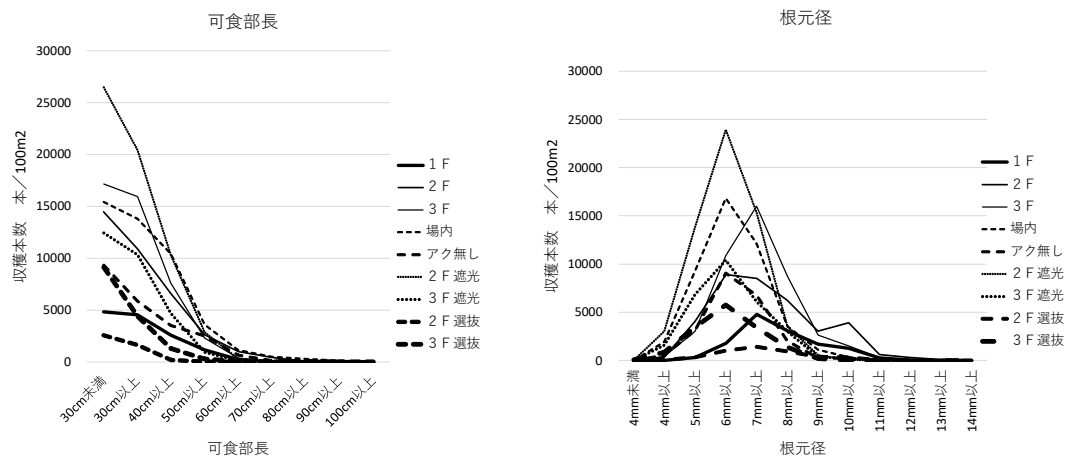 可食部長
30000
25000
20000
15000
10000
5000
0
収穫本数 本／100m2
30cm未満
30cm以上
40cm以上
50cm以上
60cm以上
70cm以上
80cm以上
90cm以上
100cm以上
可食部長
１Ｆ
２Ｆ
３Ｆ
場内
アク無し
２Ｆ遮光
３Ｆ遮光
２Ｆ選抜
３Ｆ選抜
根元径
30000
25000
20000
15000
10000
5000
0
収穫本数 本／100m2
4mm未満
4mm以上
5mm以上
6mm以上
7mm以上
8mm以上
9mm以上
10mm以上
11mm以上
12mm以上
13mm以上
14mm以上
根元径
１Ｆ
２Ｆ
３Ｆ
場内
アク無し
２Ｆ遮光
３Ｆ遮光
２Ｆ選抜
３Ｆ選抜